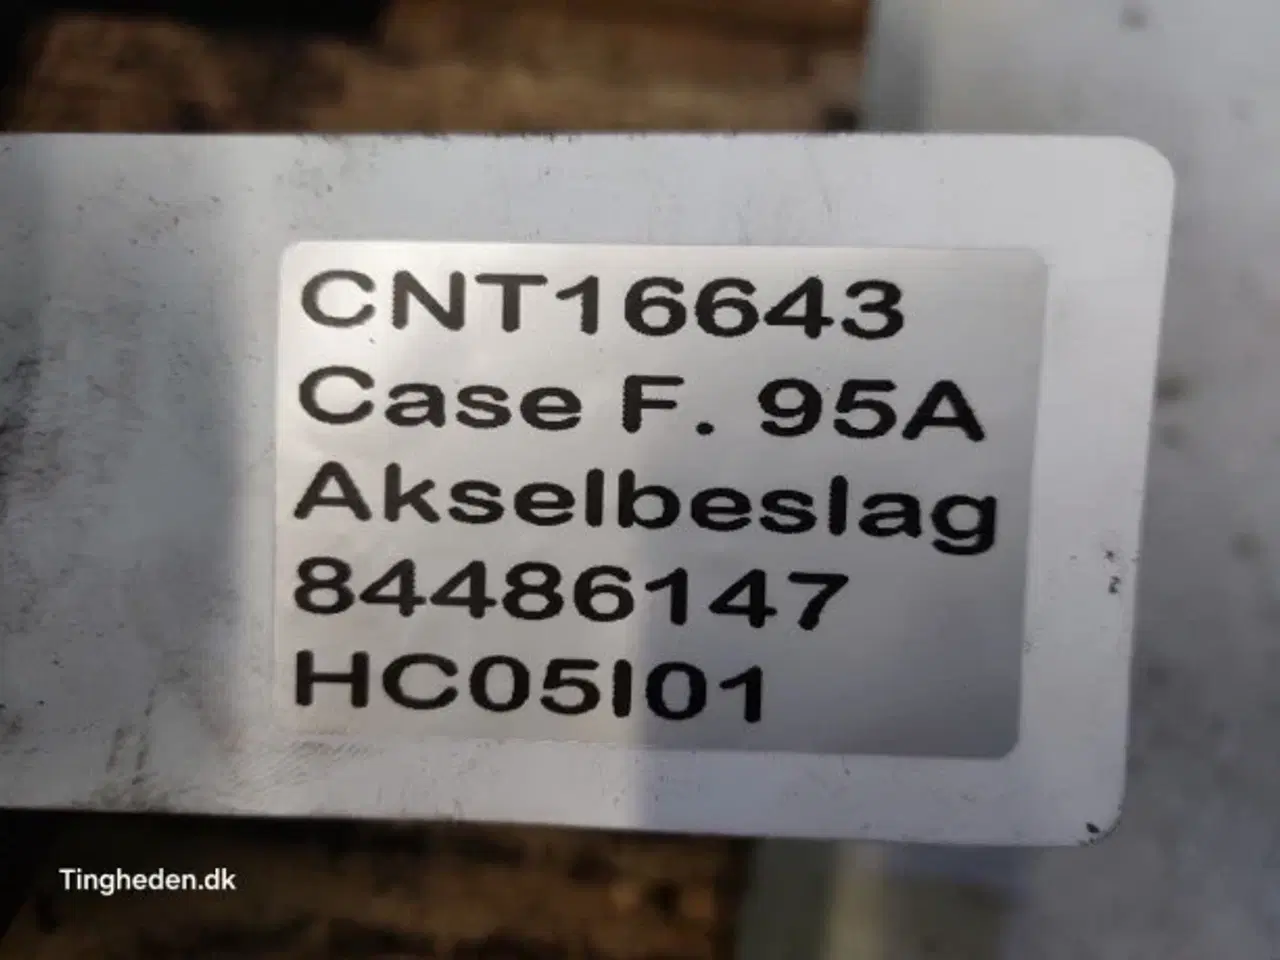 CNT16643
Case F. 95A
Akselbeslag
84486147
HC05I01
Tingheden.dk